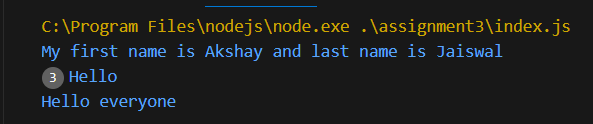 C:\Program Files\nodejs\node.exe .\assignment3\index.js
My first name is Akshay and last name is Jaiswal
3 Hello
Hello everyone